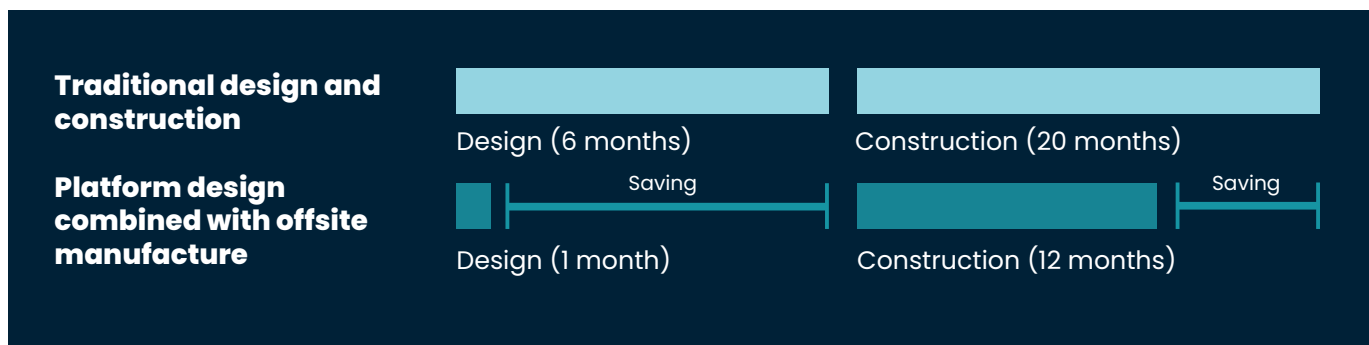 Traditional design and
construction
Design (6 months)
Construction (20 months)
Platform design
combined with offsite
manufacture
Saving
Saving
Design (1 month)
Construction (12 months)